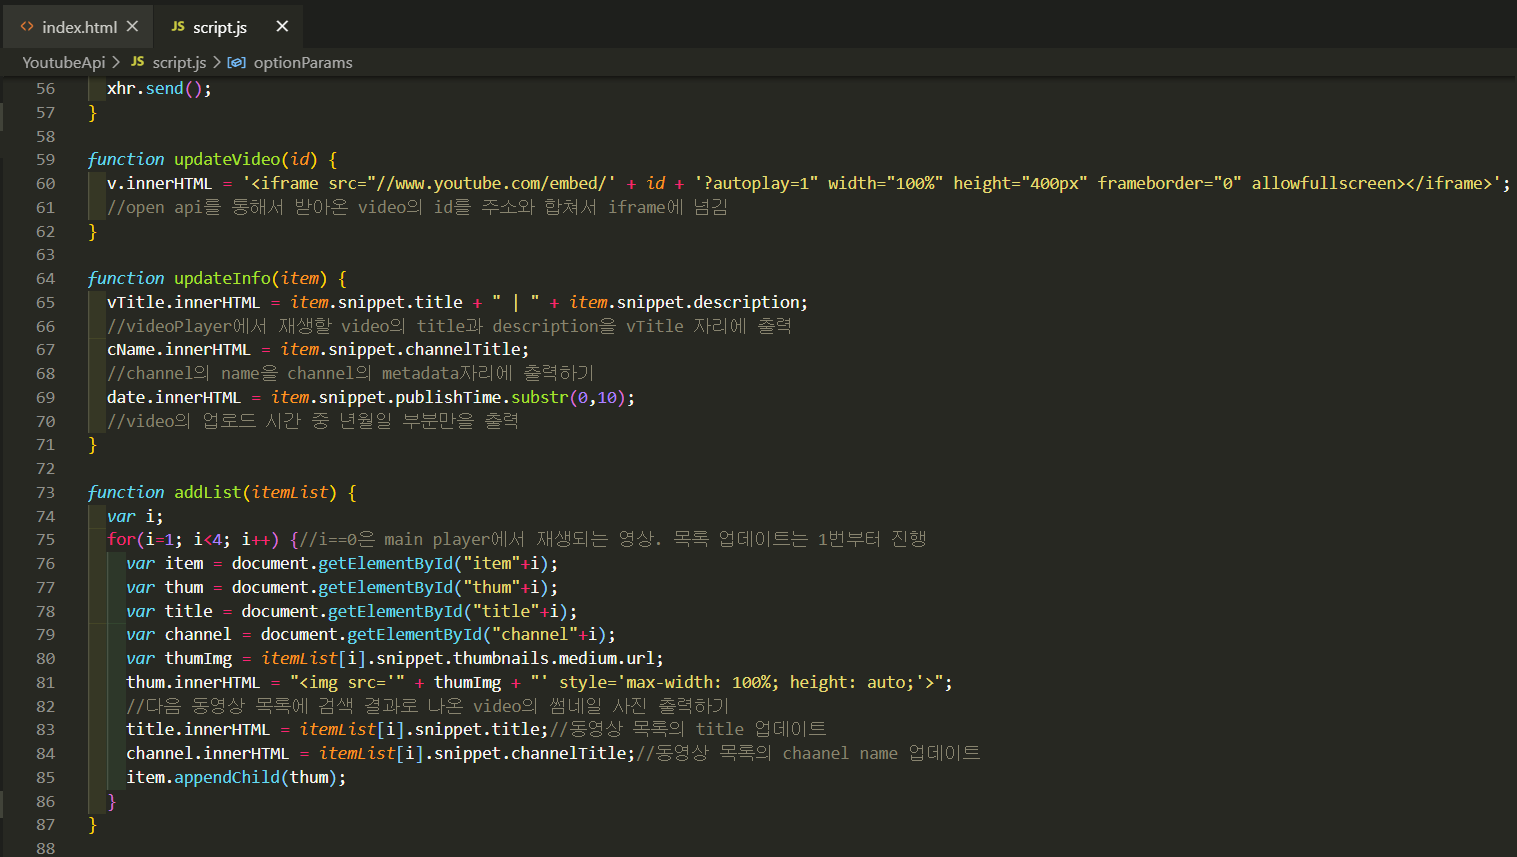 index.html
JS script.js
YoutubeApi > JS script.js > optionParams
56 xhr.send();
57 }
58
59 function updateVideo(id) {
60 v.innerHTML = '<iframe src="//www.youtube.com/embed/' + id + '?autoplay=1" width="100%" height="400px" frameborder="0" allowfullscreen></iframe>';
61 //open api를 통해서 받아온 video의 id를 주소와 합쳐서 iframe에 넘김
62 }
63
64 function updateInfo(item) {
65 vTitle.innerHTML = item.snippet.title + " | " + item.snippet.description;
66 //videoPlayer에서 재생할 video의 title과 description을 vTitle 자리에 출력
67 cName.innerHTML = item.snippet.channelTitle;
68 //channel의 name을 channel의 metadata자리에 출력하기
69 date.innerHTML = item.snippet.publishTime.substr(0,10);
70 //video의 업로드 시간 중 년월일 부분만을 출력
71 }
72
73 function addList(itemList) {
74 var i;
75 for(i=1; i<4; i++) {//i==0은 main player에서 재생되는 영상. 목록 업데이트는 1번부터 진행
76 var item = document.getElementById("item"+i);
77 var thum = document.getElementById("thum"+i);
78 var title = document.getElementById("title"+i);
79 var channel = document.getElementById("channel"+i);
80 var thumImg = itemList[i].snippet.thumbnails.medium.url;
81 thum.innerHTML = "<img src='" + thumImg + "' style='max-width: 100%; height: auto;'>";
82 //다음 동영상 목록에 검색 결과로 나온 video의 썸네일 사진 출력하기
83 title.innerHTML = itemList[i].snippet.title;//동영상 목록의 title 업데이트
84 channel.innerHTML = itemList[i].snippet.channelTitle;//동영상 목록의 chaanel name 업데이트
85 item.appendChild(thum);
86 }
87 }
88